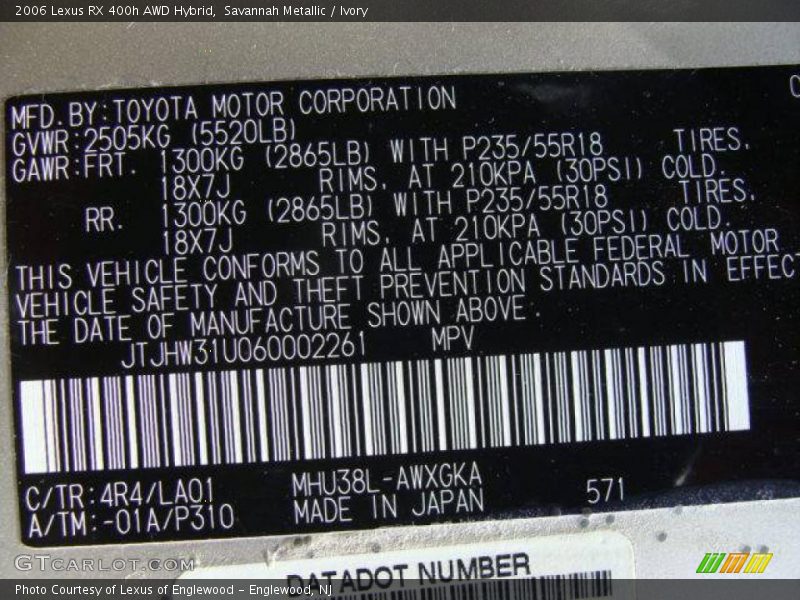 2006 Lexus RX 400h AWD Hybrid, Savannah Metallic / Ivory
MFD.BY:TOYOTA MOTOR CORPORATION
GVWR:2505KG (5520LB)
GAWR:FRT. 1300KG (2865LB) WITH P235/55R18 TIRES,
18X7J RIMS, AT 210KPA (30PSI) COLD.
RR. 1300KG (2865LB) WITH P235/55R18 TIRES,
18X7J RIMS, AT 210KPA (30PSI) COLD.
THIS VEHICLE CONFORMS TO ALL APPLICABLE FEDERAL MOTOR
VEHICLE SAFETY AND THEFT PREVENTION STANDARDS IN EFFECT
THE DATE OF MANUFACTURE SHOWN ABOVE.
JTJHW31U060002261 MPV
C/TR:4R4/LA01 MHU38L-AWXGKA 571
A/TM:-01A/P310 MADE IN JAPAN
DATADOT NUMBER
GTCARLOT.COM
Photo Courtesy of Lexus of Englewood - Englewood, NJ